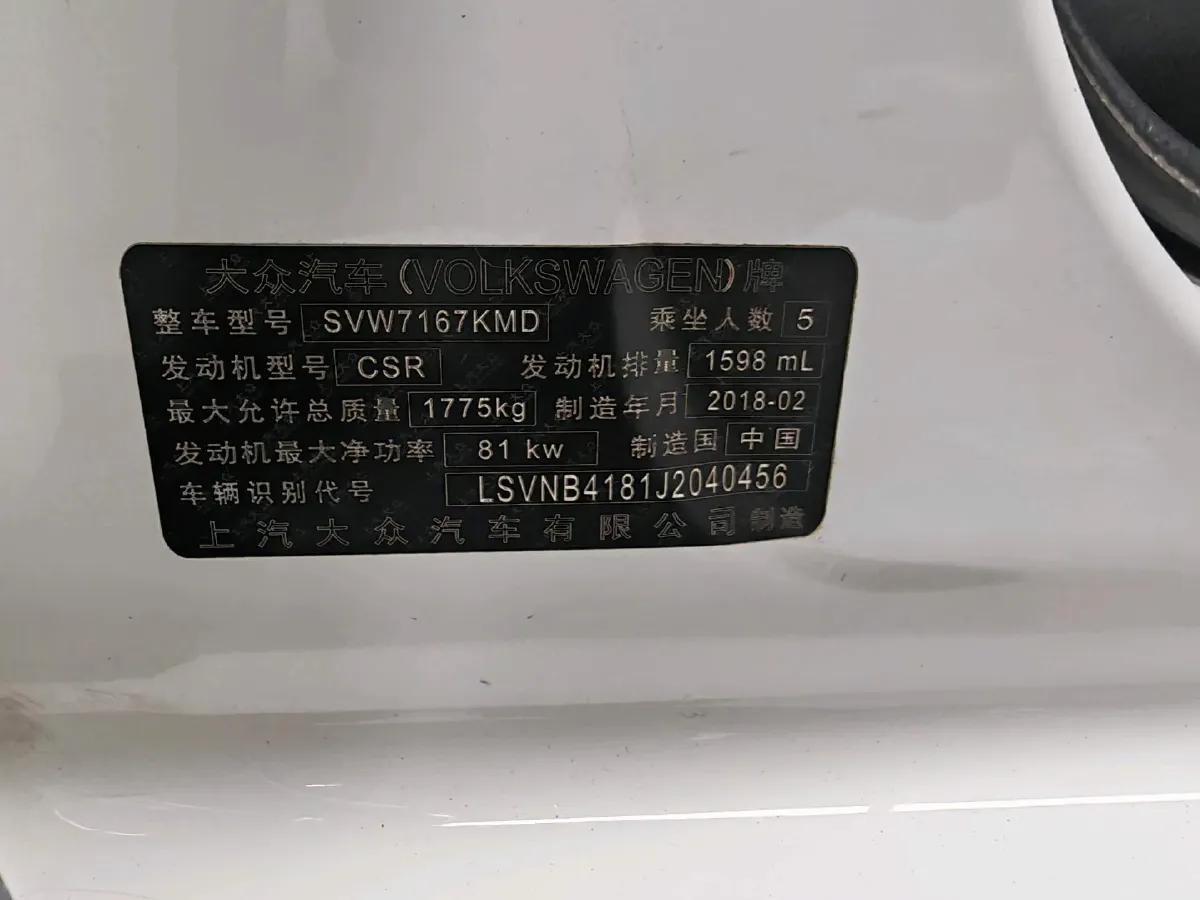 大众汽车(VOLKSWAGEN)牌
整车型号 SVW7167KMD 乘坐人数 5
发动机型号 CSR 发动机排量 1598 mL
最大允许总质量 1775kg 制造年月 2018-02
发动机最大净功率 81 kw 制造国 中国
车辆识别代号 LSVNB4181J2040456
上汽大众汽车有限公司 制造